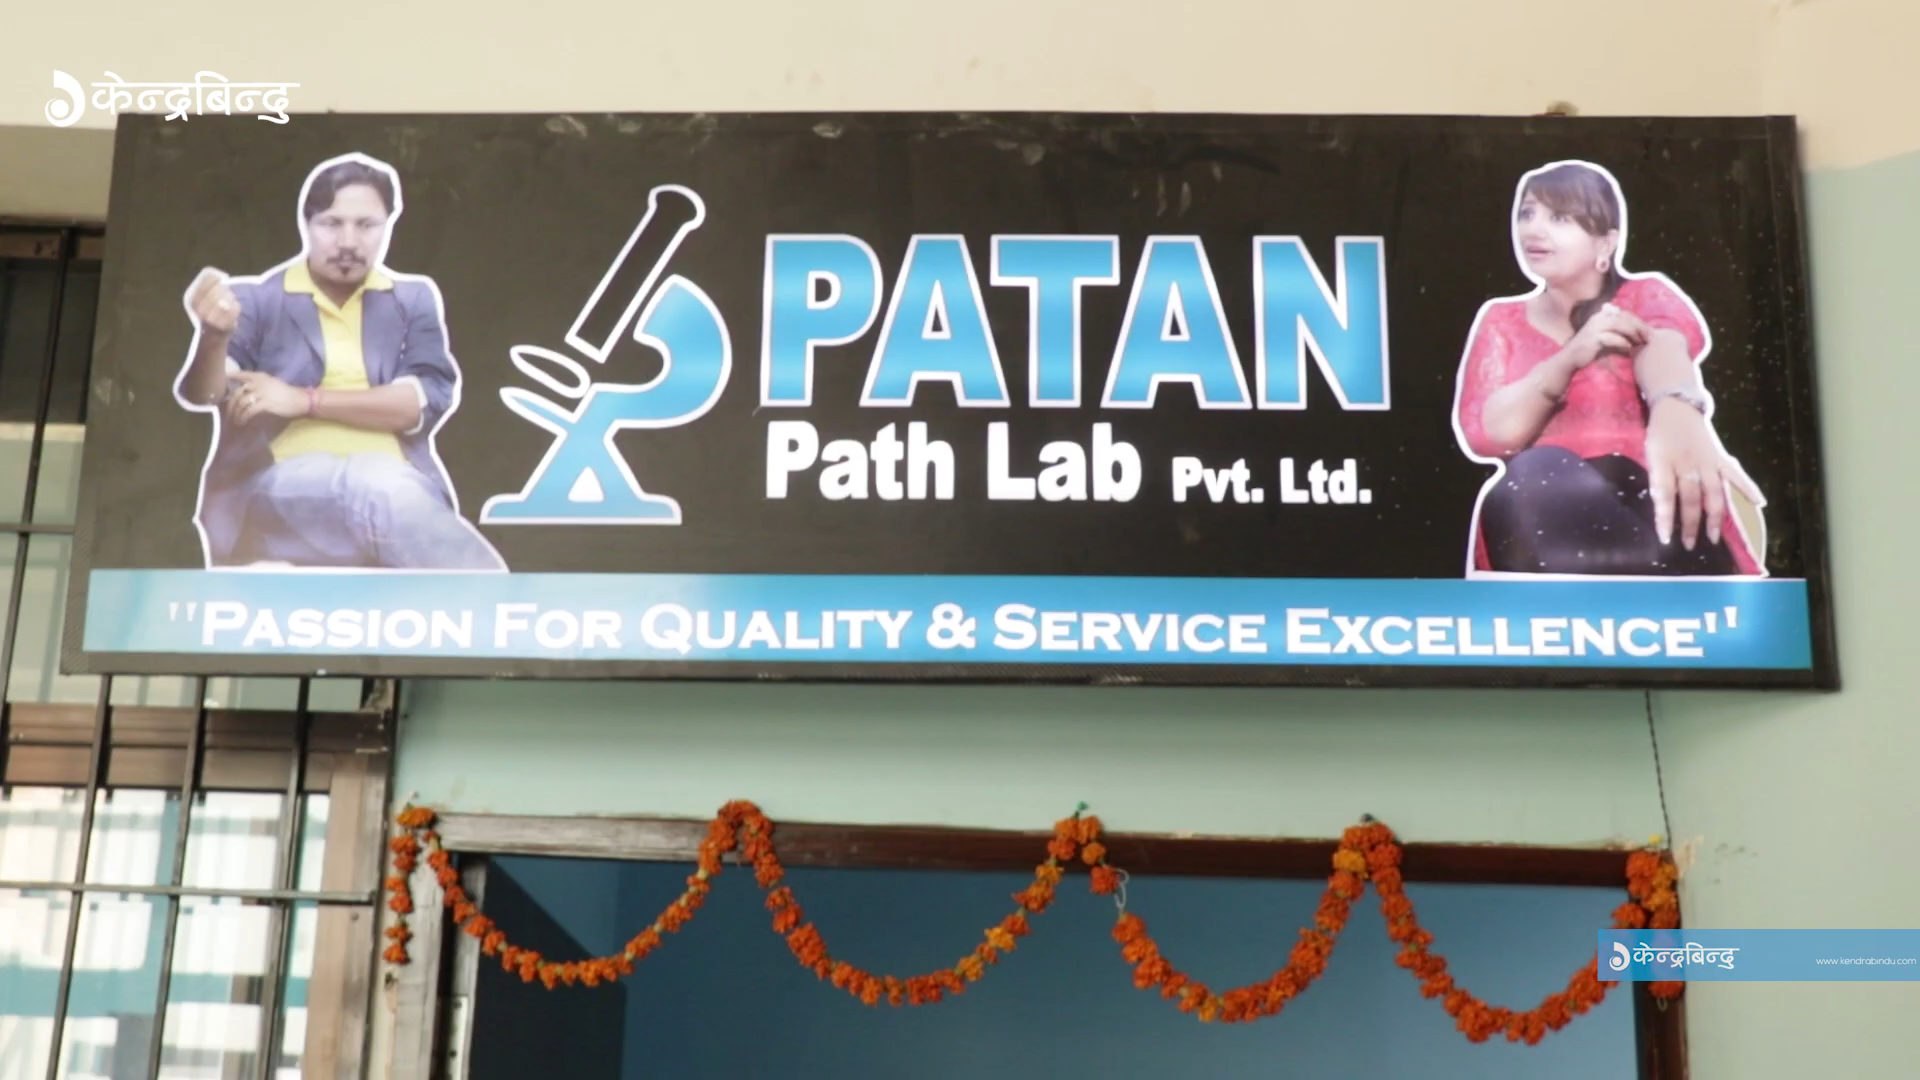 केन्द्रबिन्दु
PATAN
Path Lab Pvt. Ltd.
"PASSION FOR QUALITY & SERVICE EXCELLENCE"
केन्द्रबिन्दु
www.kendrabindu.com